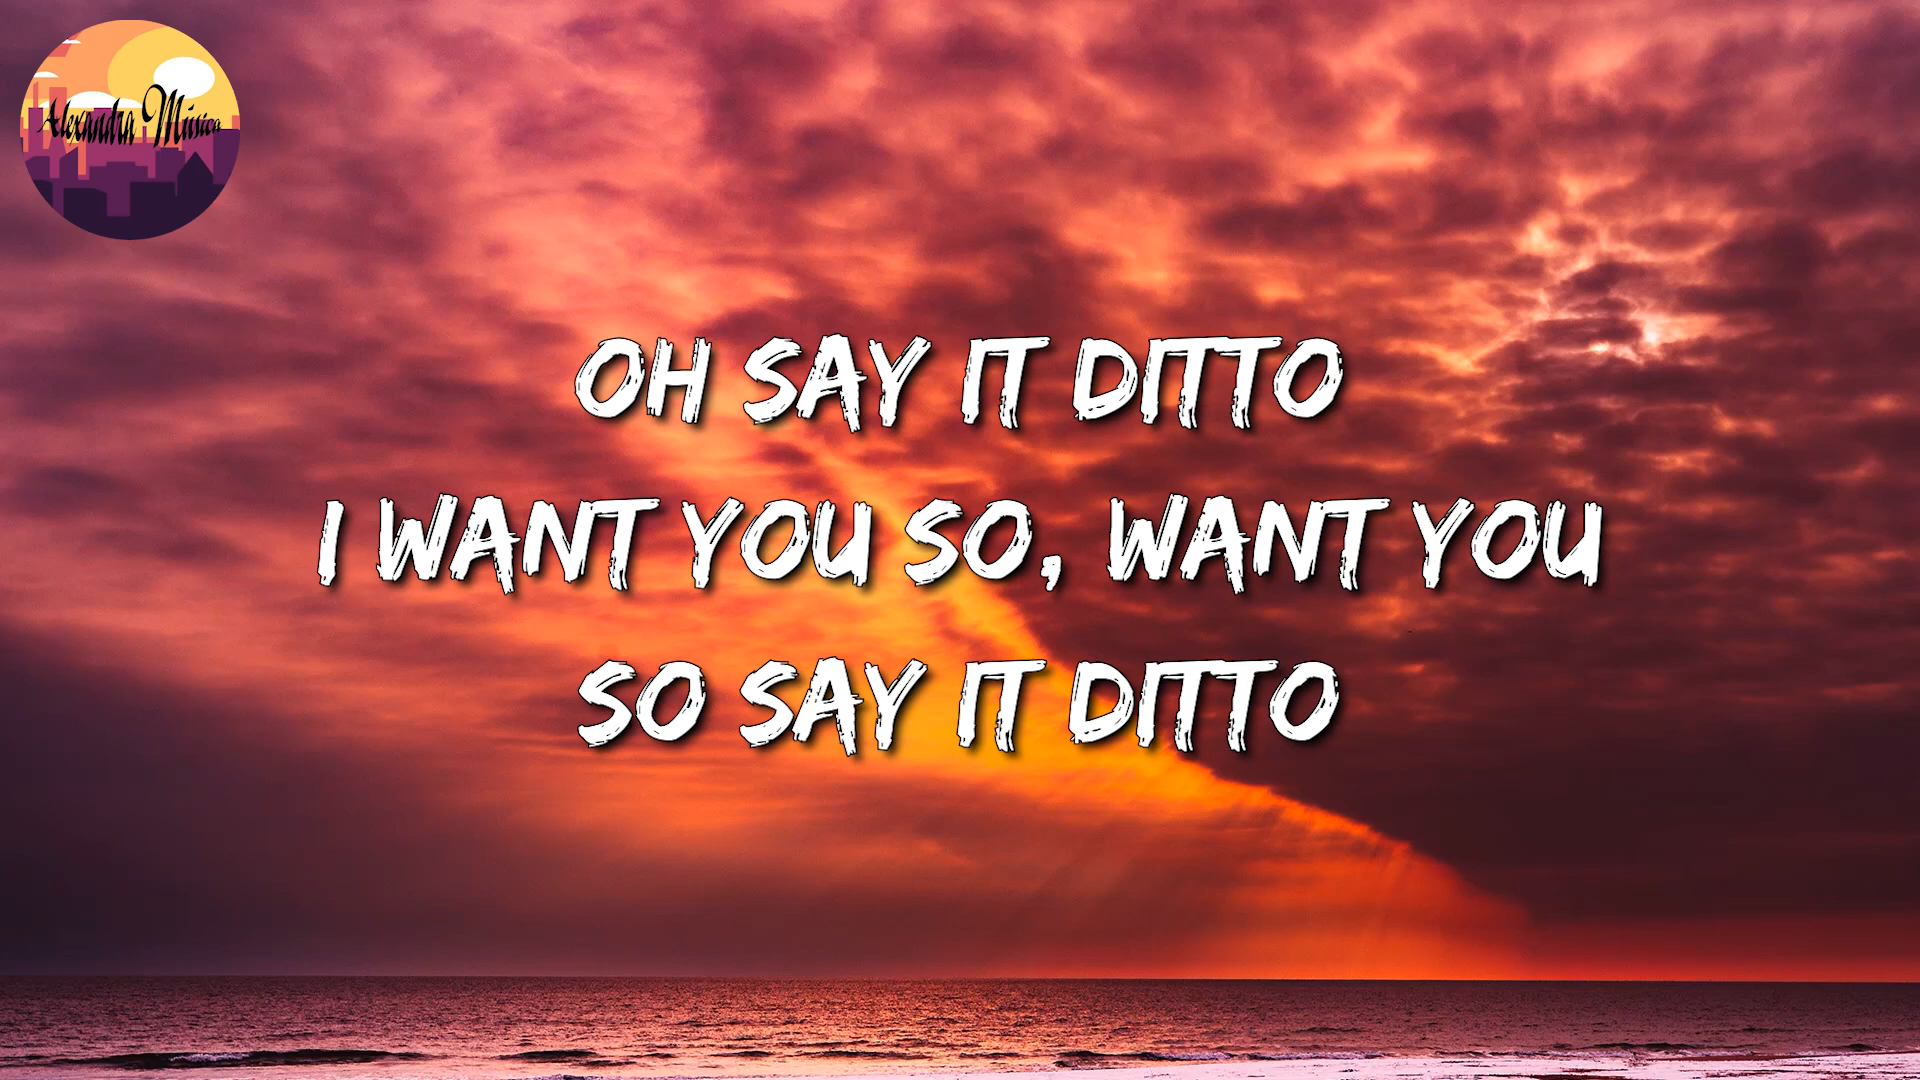 Alexandra Música
OH SAY IT DITTO
I WANT YOU SO, WANT YOU
SO SAY IT DITTO